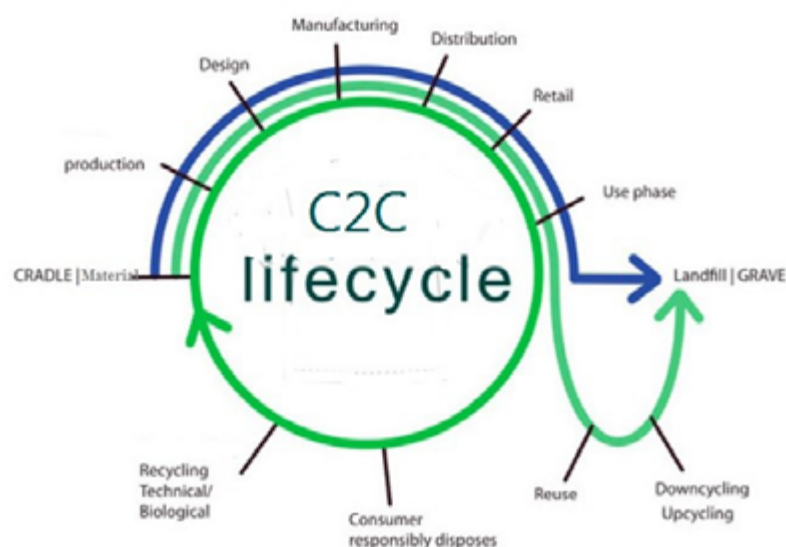 Manufacturing
Distribution
Design
Retail
production
Use phase
C2C
lifecycle
CRADLE | Material
Landfill | GRAVE
Recycling
Technical/
Biological
Consumer
responsibly disposes
Reuse
Downcycling
Upcycling